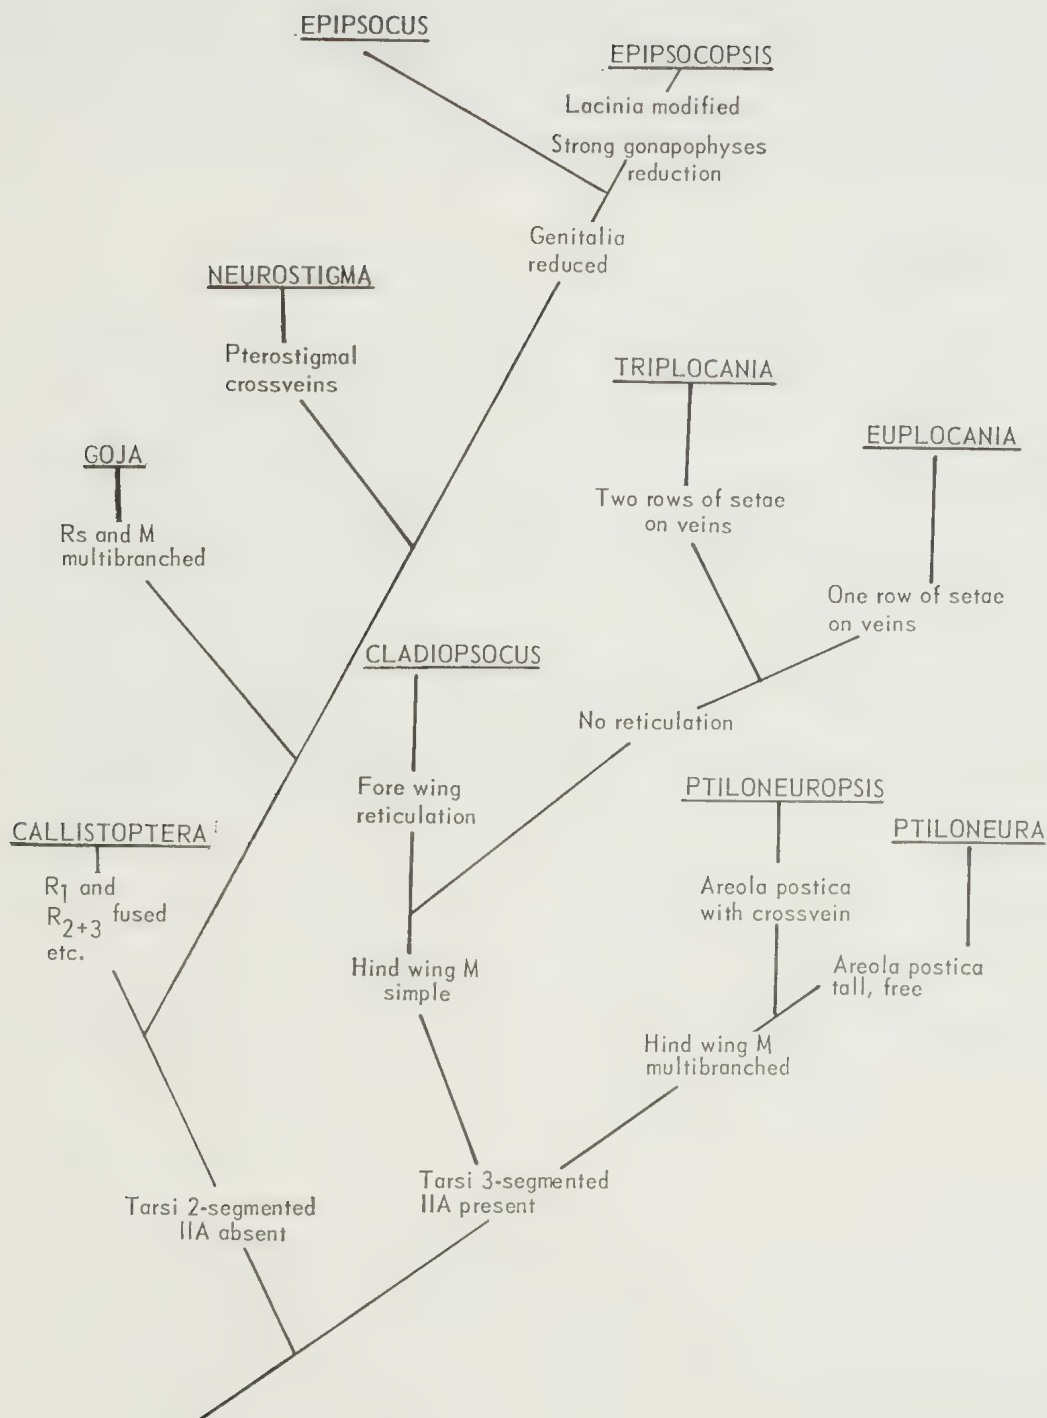 EPIPSOCUS
EPIPSOCOPSIS
Lacinia modified
Strong gonapophyses
reduction
Genitalia
reduced
NEUROSTIGMA
Pterostigmal
crossveins
TRIPLOCANIA
EUPLOCANIA
GOJA
Two rows of setae
on veins
Rs and M
multibranched
One row of setae
on veins
CLADIOPSOCUS
No reticulation
Fore wing
reticulation
PTILONEUROPSIS
PTILONEURA
CALLISTOPTERA
R1 and
R2+3 fused
etc.
Areola postica
with crossvein
Hind wing M
simple
Areola postica
tall, free
Hind wing M
multibranched
Tarsi 3-segmented
IIA present
Tarsi 2-segmented
IIA absent